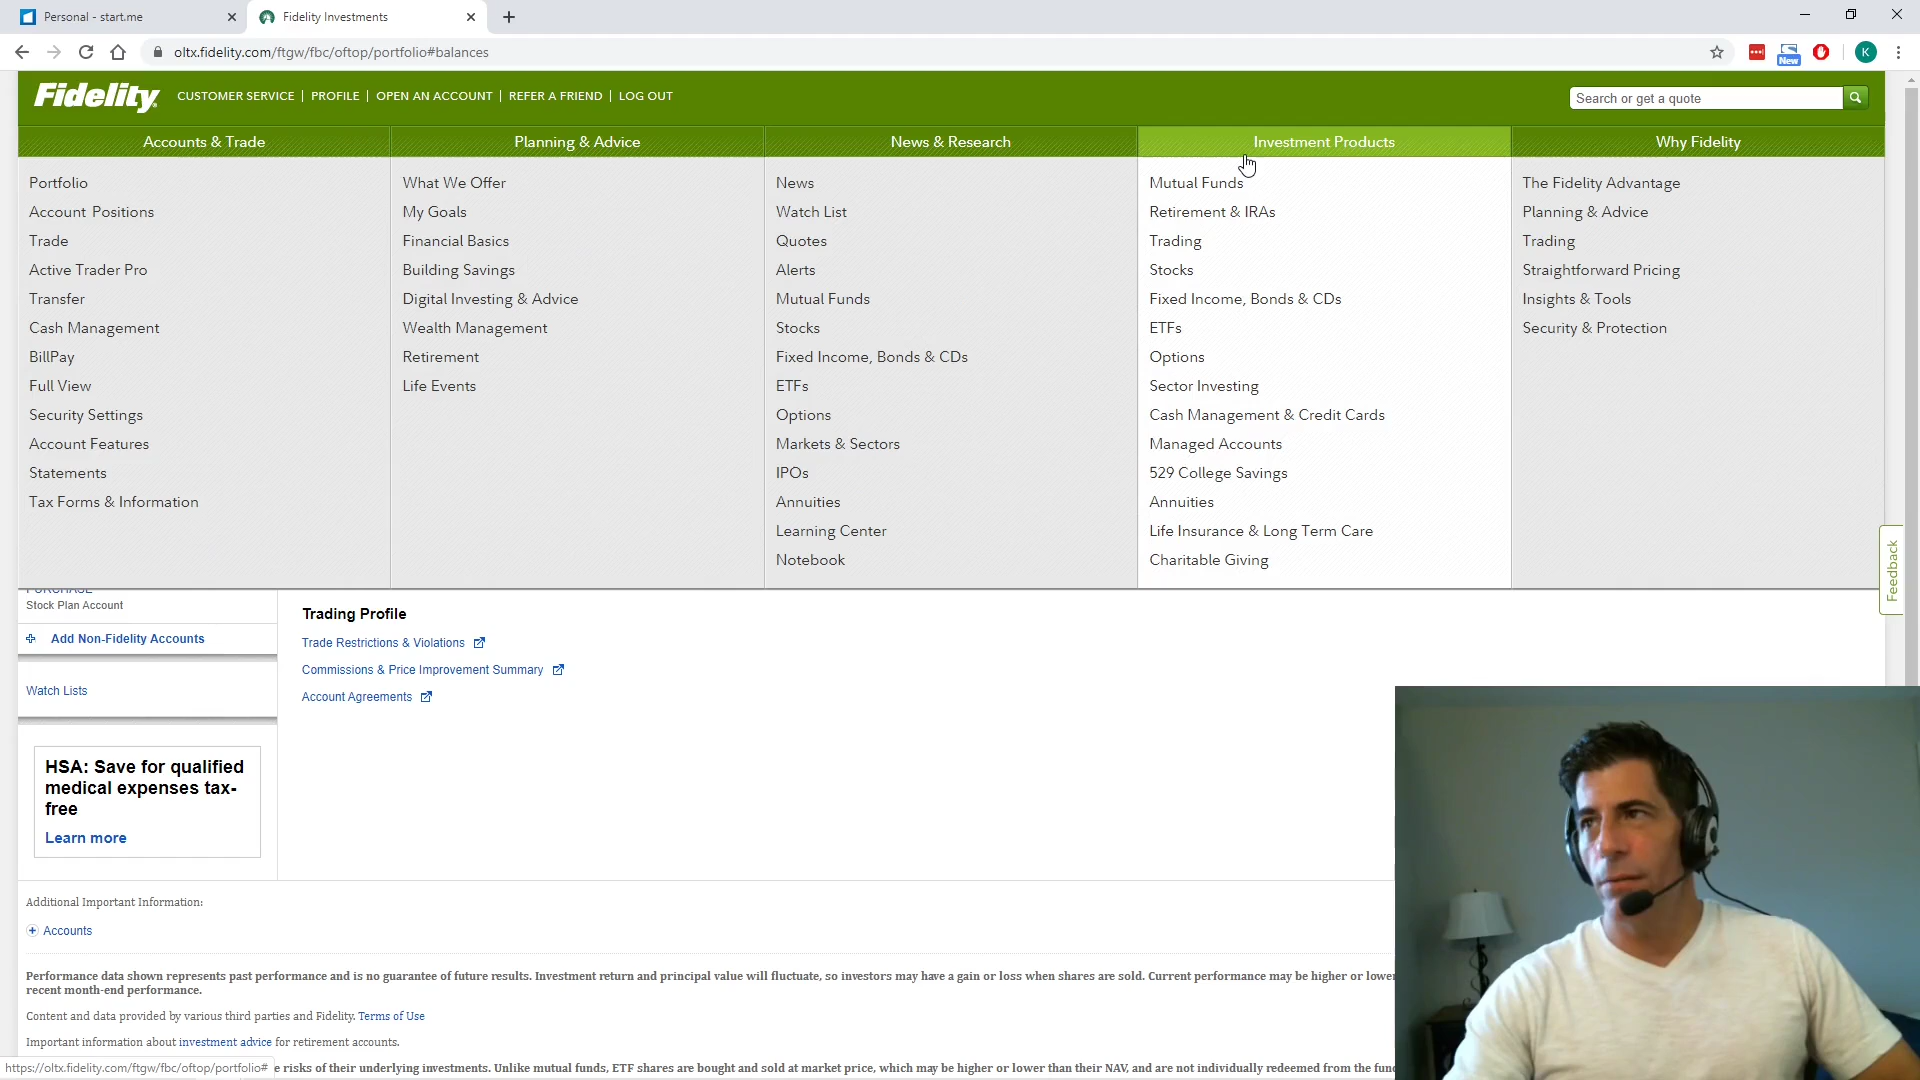 Personal - start.me
Fidelity Investments
oltx.fidelity.com/ftgw/fbc/oftop/portfolio#balances
New
K
Fidelity
CUSTOMER SERVICE | PROFILE | OPEN AN ACCOUNT | REFER A FRIEND | LOG OUT
Search or get a quote
Accounts & Trade
Portfolio
Account Positions
Trade
Active Trader Pro
Transfer
Cash Management
BillPay
Full View
Security Settings
Account Features
Statements
Tax Forms & Information
Planning & Advice
What We Offer
My Goals
Financial Basics
Building Savings
Digital Investing & Advice
Wealth Management
Retirement
Life Events
News & Research
News
Watch List
Quotes
Alerts
Mutual Funds
Stocks
Fixed Income, Bonds & CDs
ETFs
Options
Markets & Sectors
IPOs
Annuities
Learning Center
Notebook
Investment Products
Mutual Funds
Retirement & IRAs
Trading
Stocks
Fixed Income, Bonds & CDs
ETFs
Options
Sector Investing
Cash Management & Credit Cards
Managed Accounts
529 College Savings
Annuities
Life Insurance & Long Term Care
Charitable Giving
Why Fidelity
The Fidelity Advantage
Planning & Advice
Trading
Straightforward Pricing
Insights & Tools
Security & Protection
Feedback
PURCHASE
Stock Plan Account
Add Non-Fidelity Accounts
Watch Lists
HSA: Save for qualified
medical expenses tax-
free
Learn more
Trading Profile
Trade Restrictions & Violations
Commissions & Price Improvement Summary
Account Agreements
Additional Important Information:
Accounts
Performance data shown represents past performance and is no guarantee of future results. Investment return and principal value will fluctuate, so investors may have a gain or loss when shares are sold. Current performance may be higher or lower
recent month-end performance.
Content and data provided by various third parties and Fidelity. Terms of Use
Important information about investment advice for retirement accounts.
https://oltx.fidelity.com/ftgw/fbc/oftop/portfolio#
risks of their underlying investments. Unlike mutual funds, ETF shares are bought and sold at market price, which may be higher or lower than their NAV, and are not individually redeemed from the